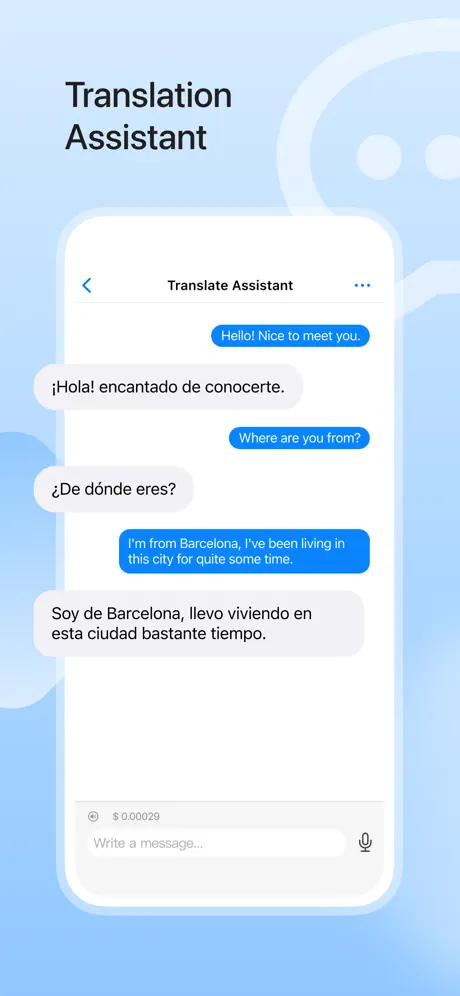 Translation
Assistant
Translate Assistant
Hello! Nice to meet you.
¡Hola! encantado de conocerte.
Where are you from?
¿De dónde eres?
I'm from Barcelona, I've been living in
this city for quite some time.
Soy de Barcelona, llevo viviendo en
esta ciudad bastante tiempo.
$ 0.00029
Write a message...